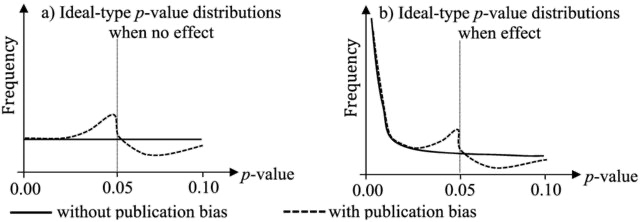 a) Ideal-type p-value distributions
when no effect
Frequency
0.00
0.05
0.10
p-value
b) Ideal-type p-value distributions
when effect
Frequency
0.00
0.05
0.10
p-value
without publication bias
with publication bias